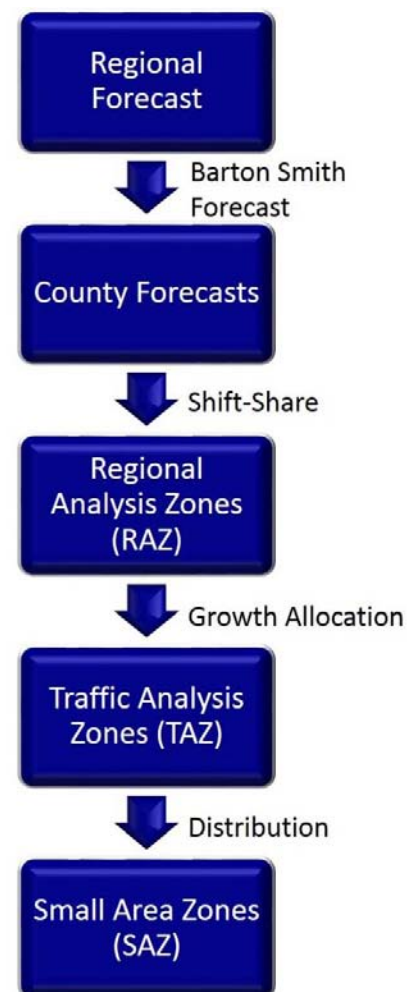 Regional
Forecast
Barton Smith
Forecast
County Forecasts
Shift-Share
Regional
Analysis Zones
(RAZ)
Growth Allocation
Traffic Analysis
Zones (TAZ)
Distribution
Small Area Zones
(SAZ)